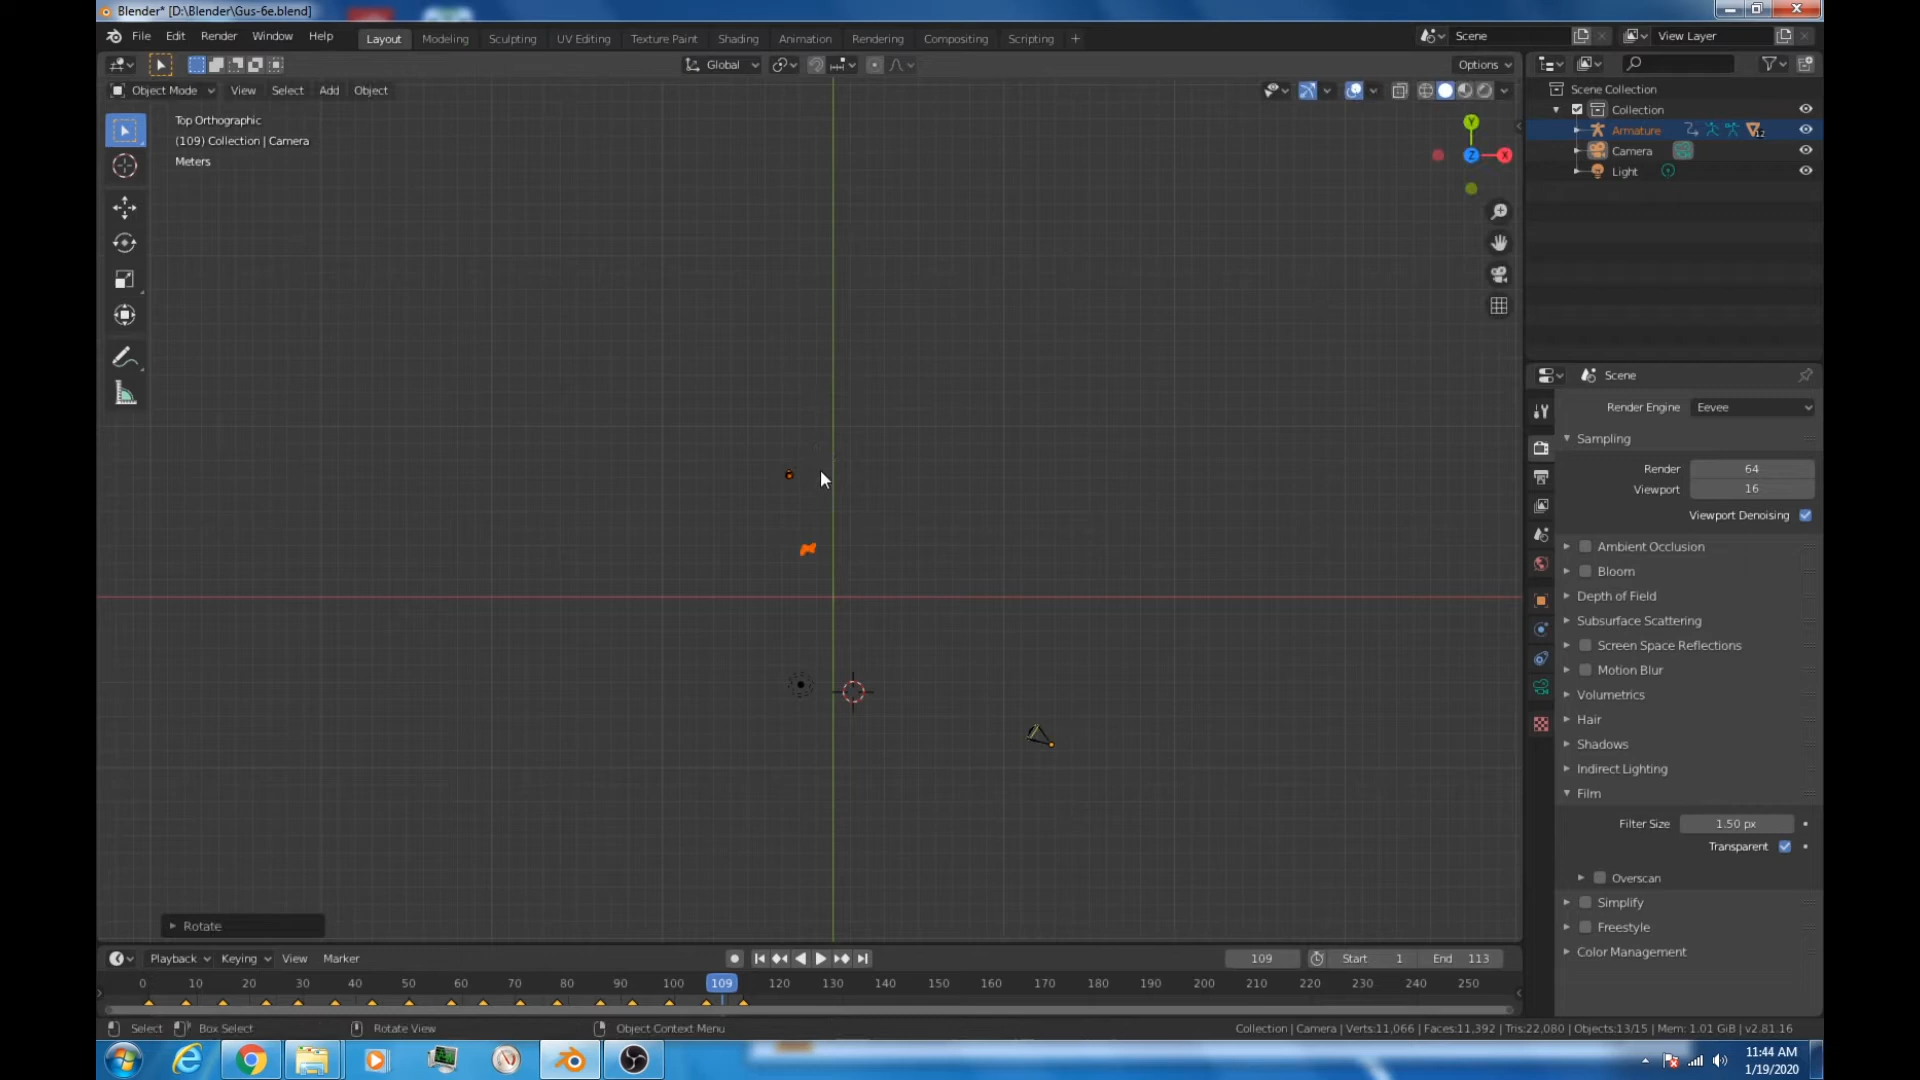 Blender* [D:\Blender\Gus-6e.blend]
File Edit Render Window Help Layout Modeling Sculpting UV Editing Texture Paint Shading Animation Rendering Compositing Scripting + Scene View Layer
Global Options
Object Mode View Select Add Object
Top Orthographic
(109) Collection | Camera
Meters
Y
Z X
Scene Collection
Collection
Armature 12
Camera
Light
Scene
Render Engine Eevee
Sampling
Render 64
Viewport 16
Viewport Denoising
Ambient Occlusion
Bloom
Depth of Field
Subsurface Scattering
Screen Space Reflections
Motion Blur
Volumetrics
Hair
Shadows
Indirect Lighting
Film
Filter Size 1.50 px
Transparent
Overscan
Simplify
Freestyle
Color Management
Rotate
Playback Keying View Marker 109 Start 1 End 113
0 10 20 30 40 50 60 70 80 90 100 109 120 130 140 150 160 170 180 190 200 210 220 230 240 250
Select Box Select Rotate View Object Context Menu Collection | Camera | Verts:11,066 | Faces:11,392 | Tris:22,080 | Objects:13/15 | Mem: 1.01 GiB | v2.81.16
11:44 AM
1/19/2020